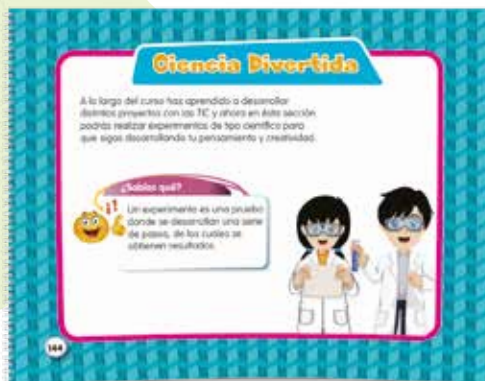 Ciencia Divertida
A lo largo del curso has aprendido a desarrollar
distintos proyectos con las TIC y ahora en esta sección
podrás realizar experimentos de tipo científico para
que sigas desarrollando tu pensamiento y creatividad.
¿Sabías qué?
Un experimento es una prueba
donde se desarrollan una serie
de pasos, de los cuales se
obtienen resultados.
144